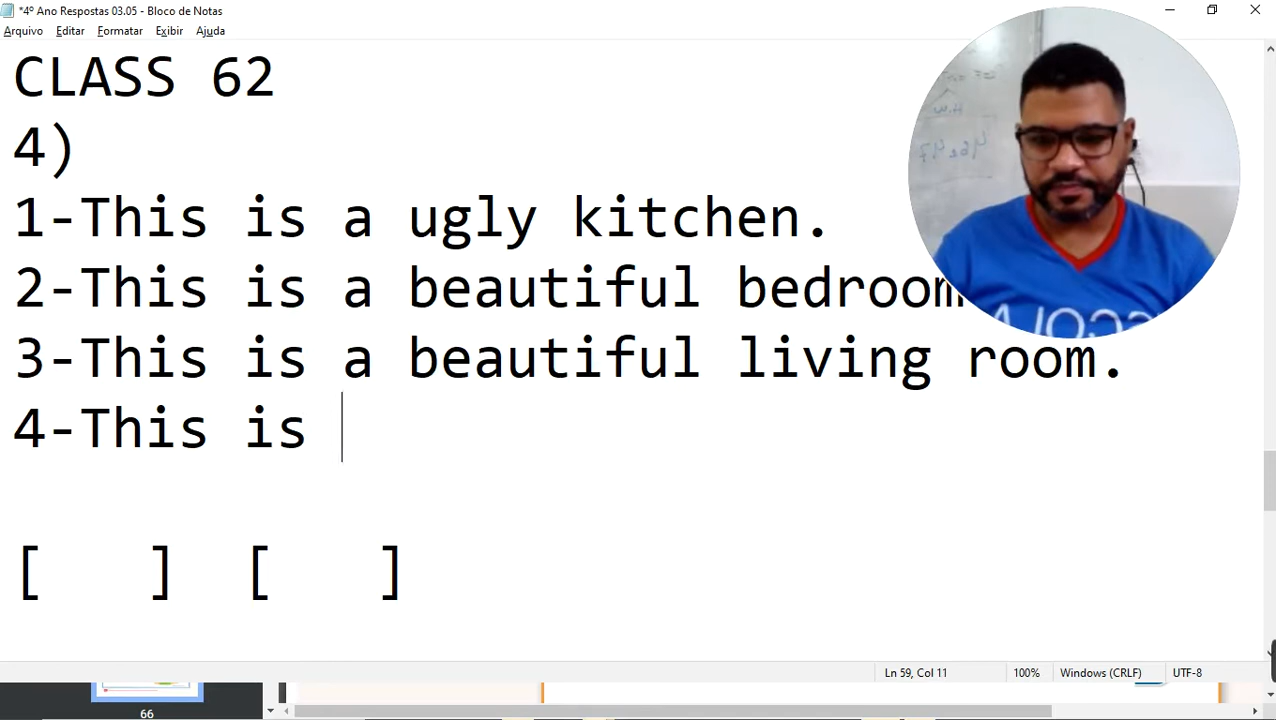 *4º Ano Respostas 03.05 - Bloco de Notas
Arquivo Editar Formatar Exibir Ajuda
CLASS 62
4)
1-This is a ugly kitchen.
2-This is a beautiful bedroom
3-This is a beautiful living room.
4-This is
[   ]  [   ]
Ln 59, Col 11 100% Windows (CRLF) UTF-8
66